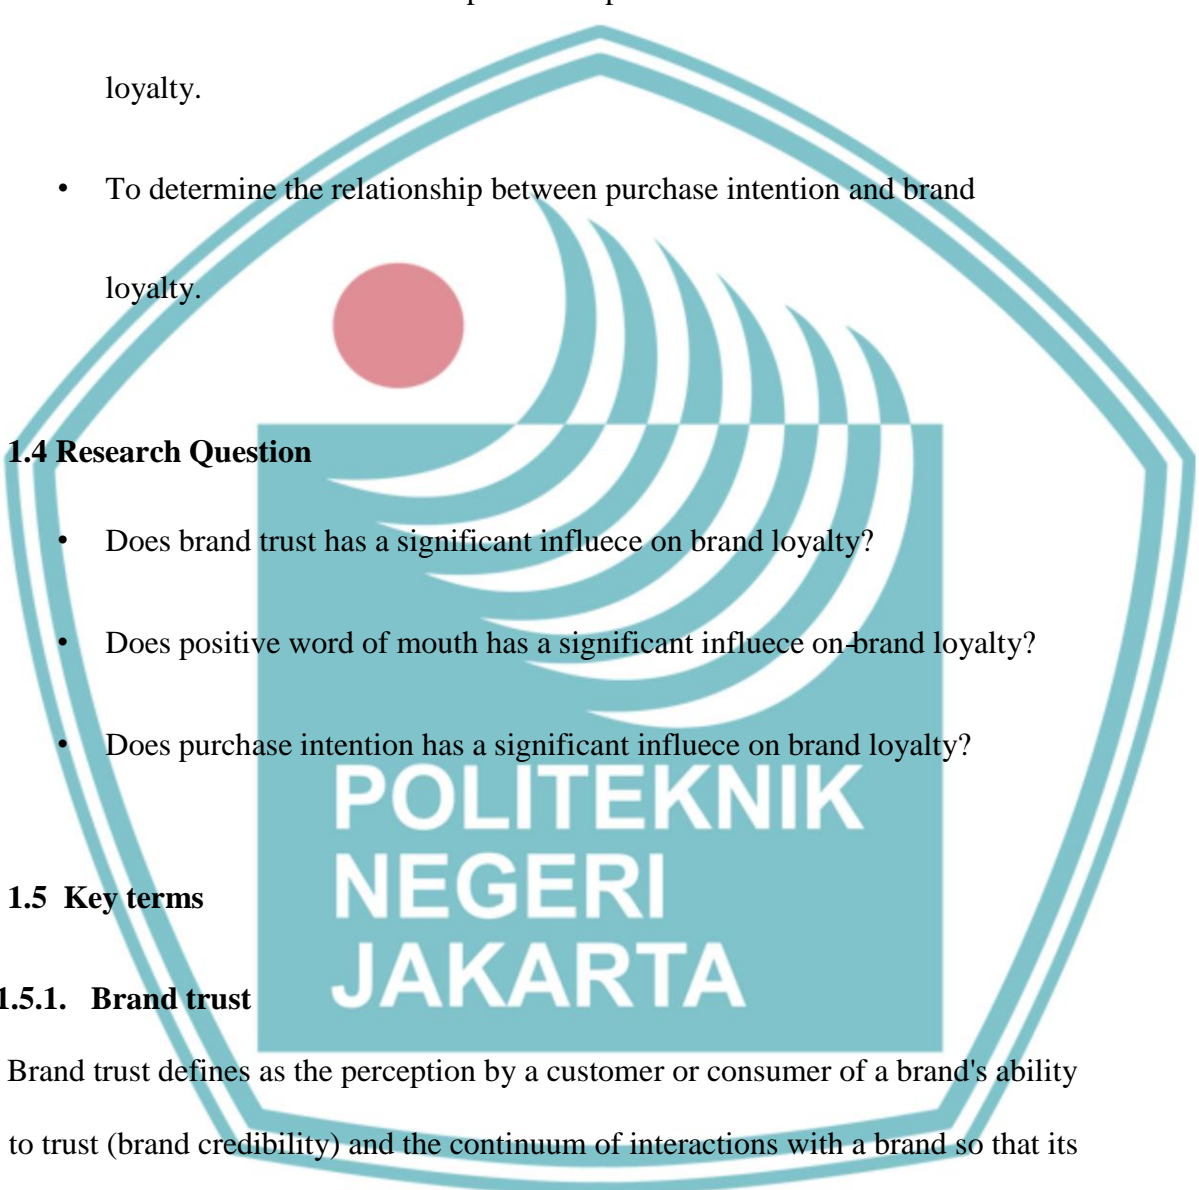 loyalty.
• To determine the relationship between purchase intention and brand
loyalty.
1.4 Research Question
• Does brand trust has a significant influece on brand loyalty?
• Does positive word of mouth has a significant influece on brand loyalty?
• Does purchase intention has a significant influece on brand loyalty?
POLITEKNIK
NEGERI
JAKARTA
1.5 Key terms
1.5.1. Brand trust
Brand trust defines as the perception by a customer or consumer of a brand's ability
to trust (brand credibility) and the continuum of interactions with a brand so that its